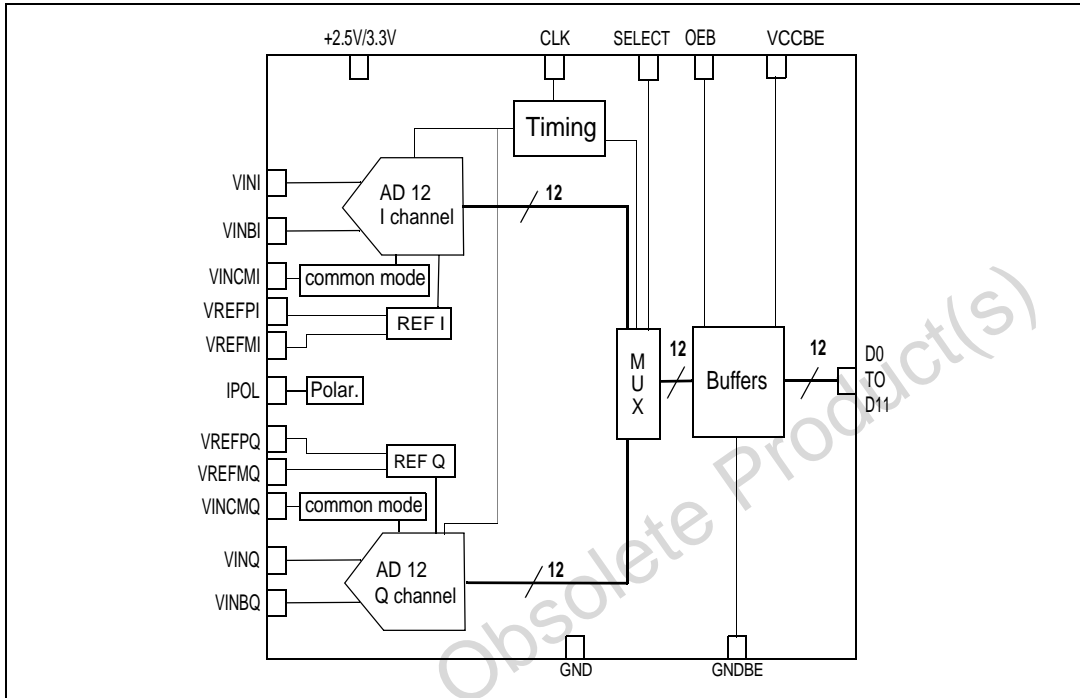 +2.5V/3.3V CLK SELECT OEB VCCBE
Timing
VINI
AD 12
I channel
12
VINBI
VINCMI
common mode
VREFPI
REF I
VREFMI
MUX
12
Buffers
12
D0
TO
D11
IPOL
Polar.
VREFPQ
REF Q
VREFMQ
VINCMQ
common mode
VINQ
AD 12
Q channel
12
VINBQ
GND
GNDBE
Obsolete Product(s)